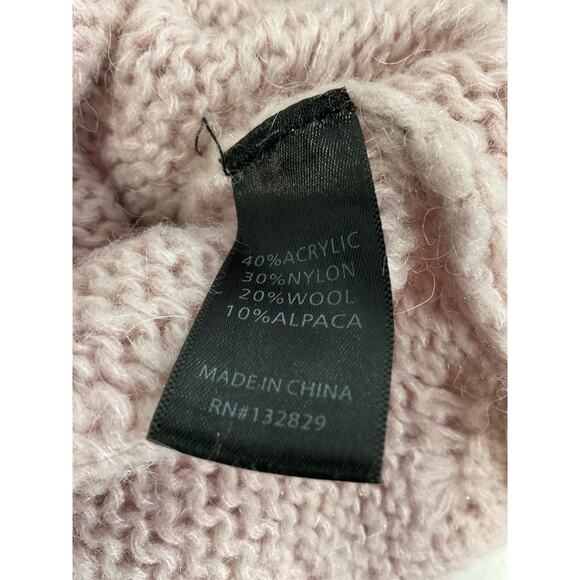 40%ACRYLIC
30%NYLON
20%WOOL
10%ALPACA
MADE IN CHINA
RN#132829